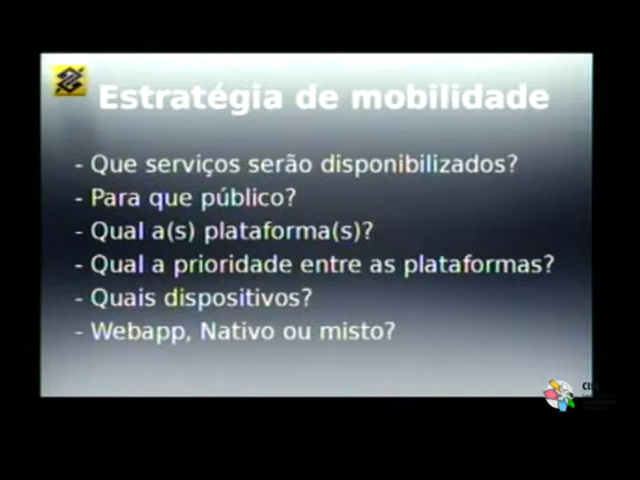 Estratégia de mobilidade
- Que serviços serão disponibilizados?
- Para que público?
- Qual a(s) plataforma(s)?
- Qual a prioridade entre as plataformas?
- Quais dispositivos?
- Webapp, Nativo ou misto?